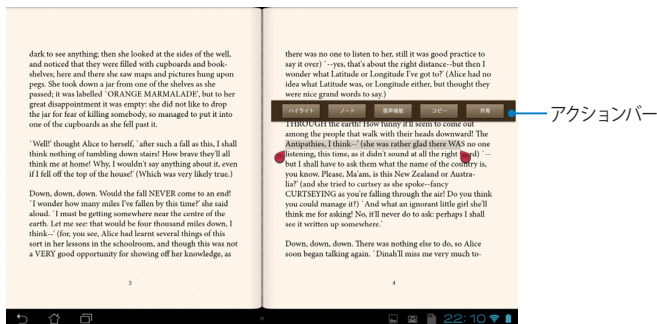 dark to see anything; then she looked at the sides of the well,
and noticed that they were filled with cupboards and book-
shelves; here and there she saw maps and pictures hung upon
pegs. She took down a jar from one of the shelves as she
passed; it was labelled `ORANGE MARMALADE', but to her
great disappointment it was empty: she did not like to drop
the jar for fear of killing somebody, so managed to put it into
one of the cupboards as she fell past it.
`Well!' thought Alice to herself, `after such a fall as this, I shall
think nothing of tumbling down stairs! How brave they'll all
think me at home! Why, I wouldn't say anything about it, even
if I fell off the top of the house!' (Which was very likely true.)
Down, down, down. Would the fall NEVER come to an end!
`I wonder how many miles I've fallen by this time?' she said
aloud. `I must be getting somewhere near the centre of the
earth. Let me see: that would be four thousand miles down, I
think--' (for, you see, Alice had learnt several things of this
sort in her lessons in the schoolroom, and though this was not
a VERY good opportunity for showing off her knowledge, as
3
there was no one to listen to her, still it was good practice to
say it over) `--yes, that's about the right distance--but then I
wonder what Latitude or Longitude I've got to?' (Alice had no
idea what Latitude was, or Longitude either, but thought they
were nice grand words to say.)
ハイライト ノート 音声機能 コピー 共有
アクションバー
THROUGH the earth! How funny it'll seem to come out
among the people that walk with their heads downward! The
Antipathies, I think--' (she was rather glad there WAS no one
listening, this time, as it didn't sound at all the right word) `--
but I shall have to ask them what the name of the country is,
you know. Please, Ma'am, is this New Zealand or Austra-
lia?' (and she tried to curtsey as she spoke--fancy
CURTSEYING as you're falling through the air! Do you think
you could manage it?) `And what an ignorant little girl she'll
think me for asking! No, it'll never do to ask: perhaps I shall
see it written up somewhere.'
Down, down, down. There was nothing else to do, so Alice
soon began talking again. `Dinah'll miss me very much to-
4
22:10